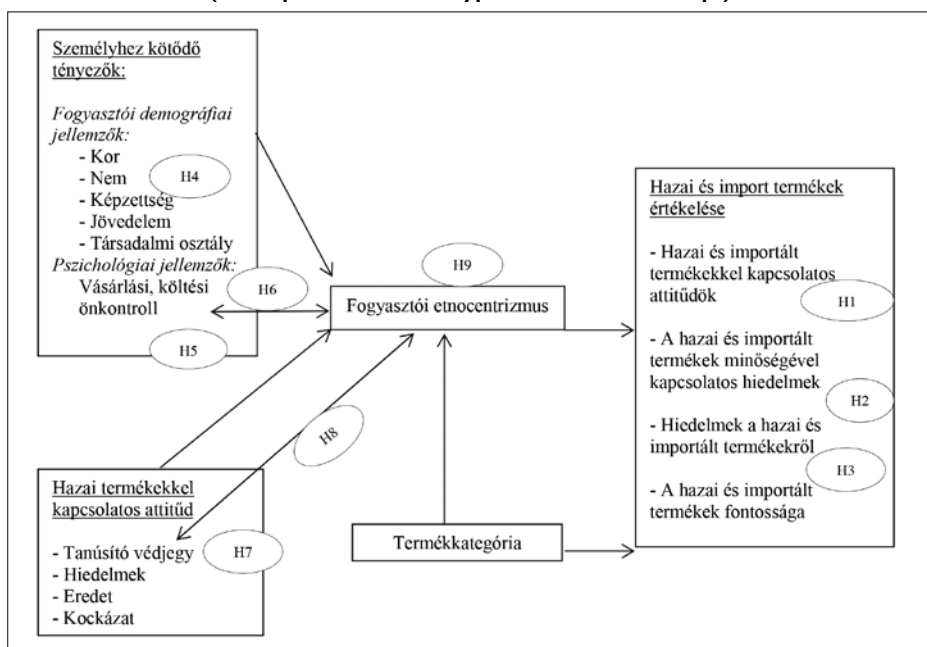 Személyhez kötődő
tényezők:
Fogyasztói demográfiai
jellemzők:
- Kor
- Nem
H4
- Képzettség
- Jövedelem
- Társadalmi osztály
Pszichológiai jellemzők:
Vásárlási, költési
önkontroll
H5
H6
H9
Fogyasztói etnocentrizmus
H8
Hazai termékekkel
kapcsolatos attitűd
- Tanúsító védjegy
H7
- Hiedelmek
- Eredet
- Kockázat
Termékkategória
Hazai és import termékek
értékelése
- Hazai és importált
termékekkel kapcsolatos
attitűdök
H1
- A hazai és importált
termékek minőségével
kapcsolatos hiedelmek
H2
- Hiedelmek a hazai és
importált termékekről
H3
- A hazai és importált
termékek fontossága